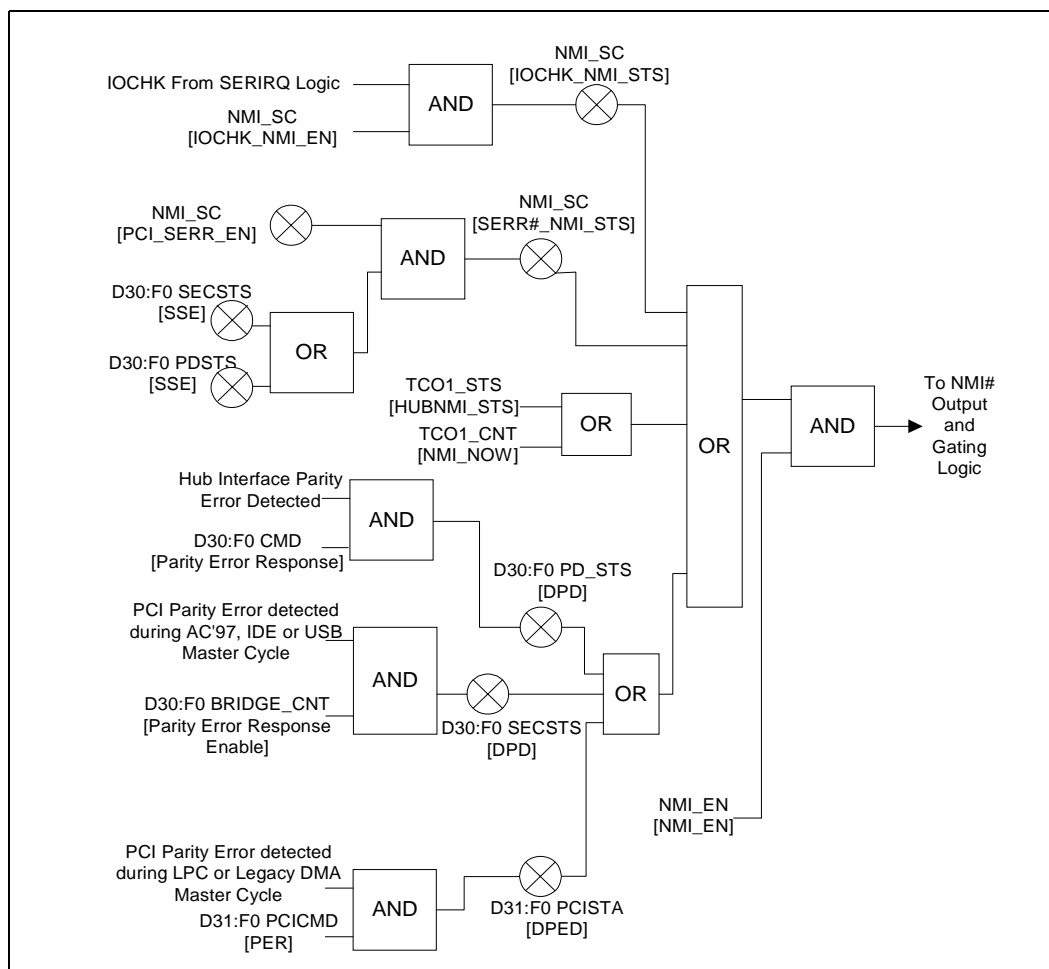 NMI_SC
[IOCHK_NMI_STS]
IOCHK From SERIRQ Logic
AND
NMI_SC
[IOCHK_NMI_EN]
NMI_SC
[PCI_SERR_EN]
NMI_SC
[SERR#_NMI_STS]
AND
D30:F0 SECSTS
[SSE]
OR
D30:F0 PDSTS
[SSE]
TCO1_STS
[HUBNMI_STS]
OR
TCO1_CNT
[NMI_NOW]
OR
AND
To NMI#
Output
and
Gating
Logic
Hub Interface Parity
Error Detected
AND
D30:F0 CMD
[Parity Error Response]
D30:F0 PD_STS
[DPD]
PCI Parity Error detected
during AC'97, IDE or USB
Master Cycle
AND
OR
D30:F0 BRIDGE_CNT
[Parity Error Response
Enable]
D30:F0 SECSTS
[DPD]
NMI_EN
[NMI_EN]
PCI Parity Error detected
during LPC or Legacy DMA
Master Cycle
AND
D31:F0 PCICMD
[PER]
D31:F0 PCISTA
[DPED]